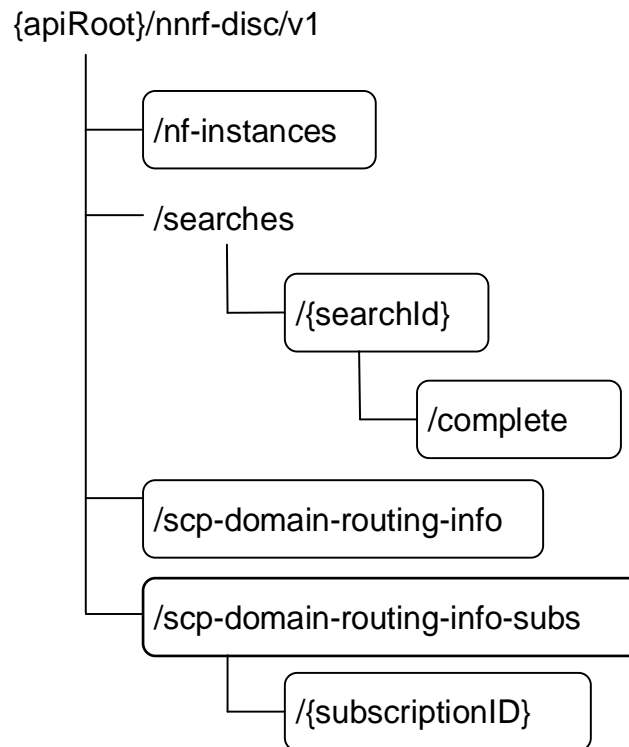 {apiRoot}/nnrf-disc/v1
/nf-instances
/searches
/{searchId}
/complete
/scp-domain-routing-info
/scp-domain-routing-info-subs
/{subscriptionID}